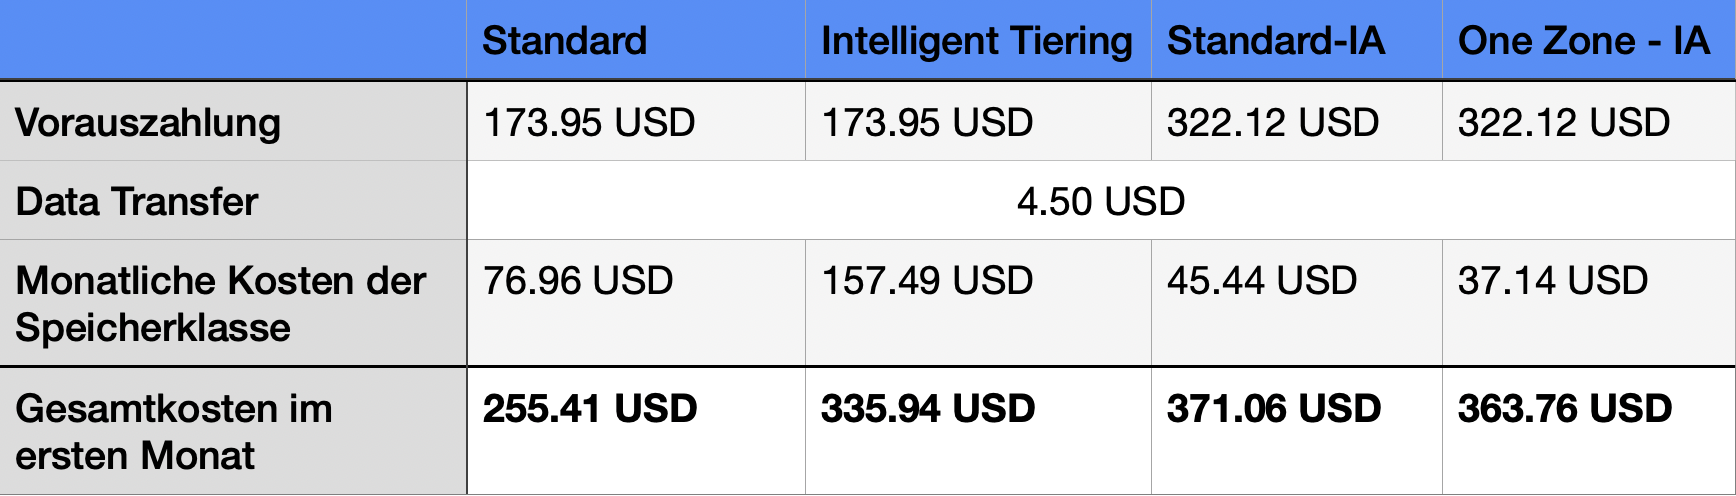 Standard Intelligent Tiering Standard-IA One Zone - IA
Vorauszahlung 173.95 USD 173.95 USD 322.12 USD 322.12 USD
Data Transfer 4.50 USD
Monatliche Kosten der 76.96 USD 157.49 USD 45.44 USD 37.14 USD
Speicherklasse
Gesamtkosten im 255.41 USD 335.94 USD 371.06 USD 363.76 USD
ersten Monat